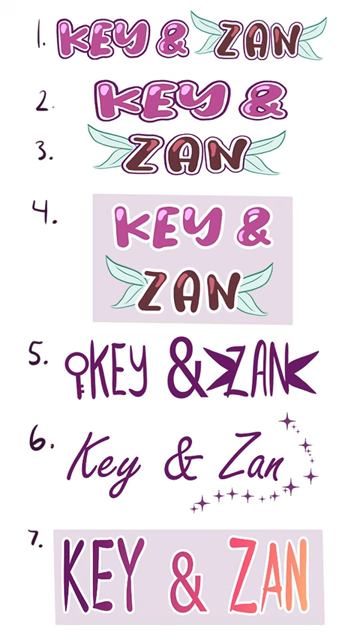 1. KEY & ZAN
2. KEY &
3. ZAN
4. KEY &
ZAN
5. KEY & ZAN
6. Key & Zan
7. KEY & ZAN